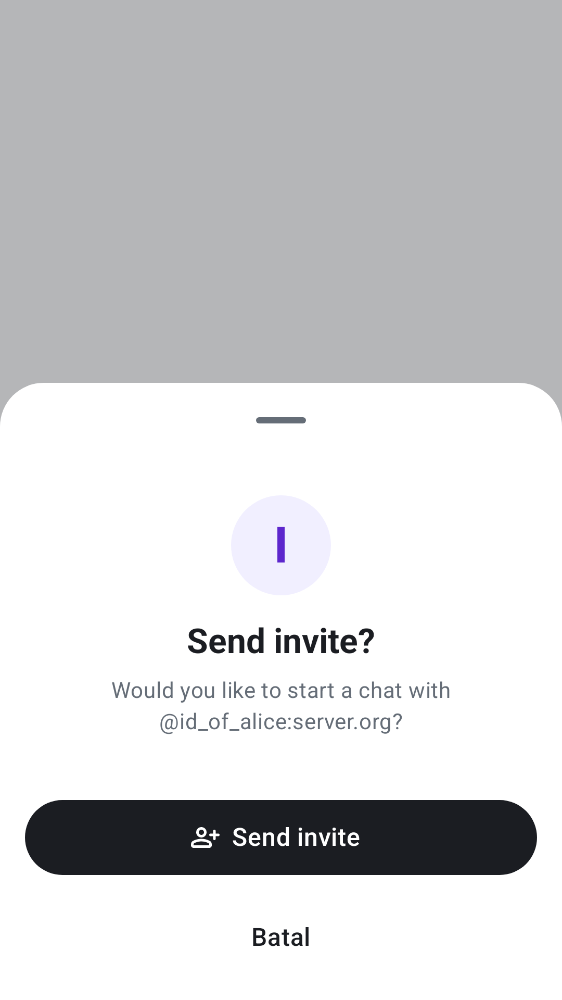 I
Send invite?
Would you like to start a chat with
@id_of_alice:server.org?
Send invite
Batal